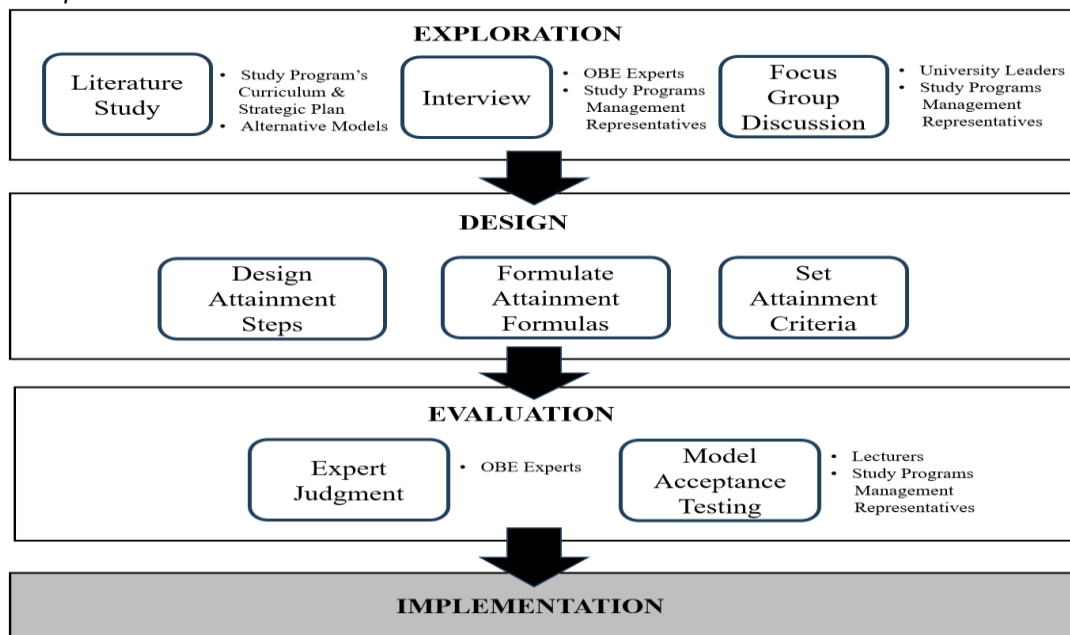 EXPLORATION
Literature
Study
• Study Program's
Curriculum &
Strategic Plan
• Alternative Models
Interview
• OBE Experts
• Study Programs
Management
Representatives
Focus
Group
Discussion
• University Leaders
• Study Programs
Management
Representatives
DESIGN
Design
Attainment
Steps
Formulate
Attainment
Formulas
Set
Attainment
Criteria
EVALUATION
Expert
Judgment
• OBE Experts
Model
Acceptance
Testing
• Lecturers
• Study Programs
Management
Representatives
IMPLEMENTATION